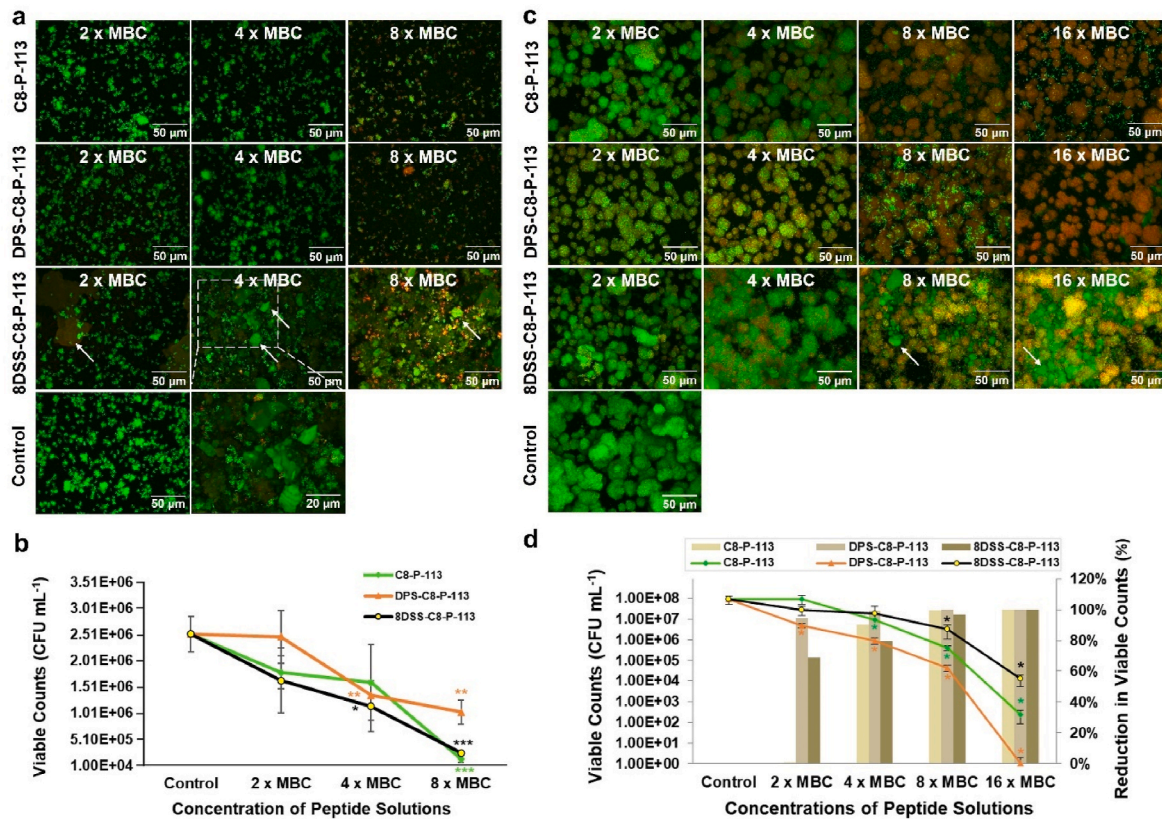 a
2 x MBC
4 x MBC
8 x MBC
C8-P-113
50 µm
50 µm
50 µm
2 x MBC
4 x MBC
8 x MBC
DPS-C8-P-113
50 µm
50 µm
50 µm
2 x MBC
4 x MBC
8 x MBC
8DSS-C8-P-113
50 µm
50 µm
50 µm
Control
50 µm
20 µm
c
2 x MBC
4 x MBC
8 x MBC
16 x MBC
C8-P-113
50 µm
50 µm
50 µm
50 µm
2 x MBC
4 x MBC
8 x MBC
16 x MBC
DPS-C8-P-113
50 µm
50 µm
50 µm
50 µm
2 x MBC
4 x MBC
8 x MBC
16 x MBC
8DSS-C8-P-113
50 µm
50 µm
50 µm
50 µm
Control
50 µm
b
Viable Counts (CFU mL⁻¹)
3.51E+06
3.01E+06
2.51E+06
2.01E+06
1.51E+06
1.01E+06
5.10E+05
1.00E+04
C8-P-113
DPS-C8-P-113
8DSS-C8-P-113
**
*
**
***
***
Control
2 x MBC
4 x MBC
8 x MBC
Concentration of Peptide Solutions
d
C8-P-113
DPS-C8-P-113
8DSS-C8-P-113
C8-P-113
DPS-C8-P-113
8DSS-C8-P-113
Viable Counts (CFU mL⁻¹)
1.00E+08
1.00E+07
1.00E+06
1.00E+05
1.00E+04
1.00E+03
1.00E+02
1.00E+01
1.00E+00
*
*
*
*
*
*
*
*
*
Reduction in Viable Counts (%)
120%
100%
80%
60%
40%
20%
0%
Control
2 x MBC
4 x MBC
8 x MBC
16 x MBC
Concentrations of Peptide Solutions